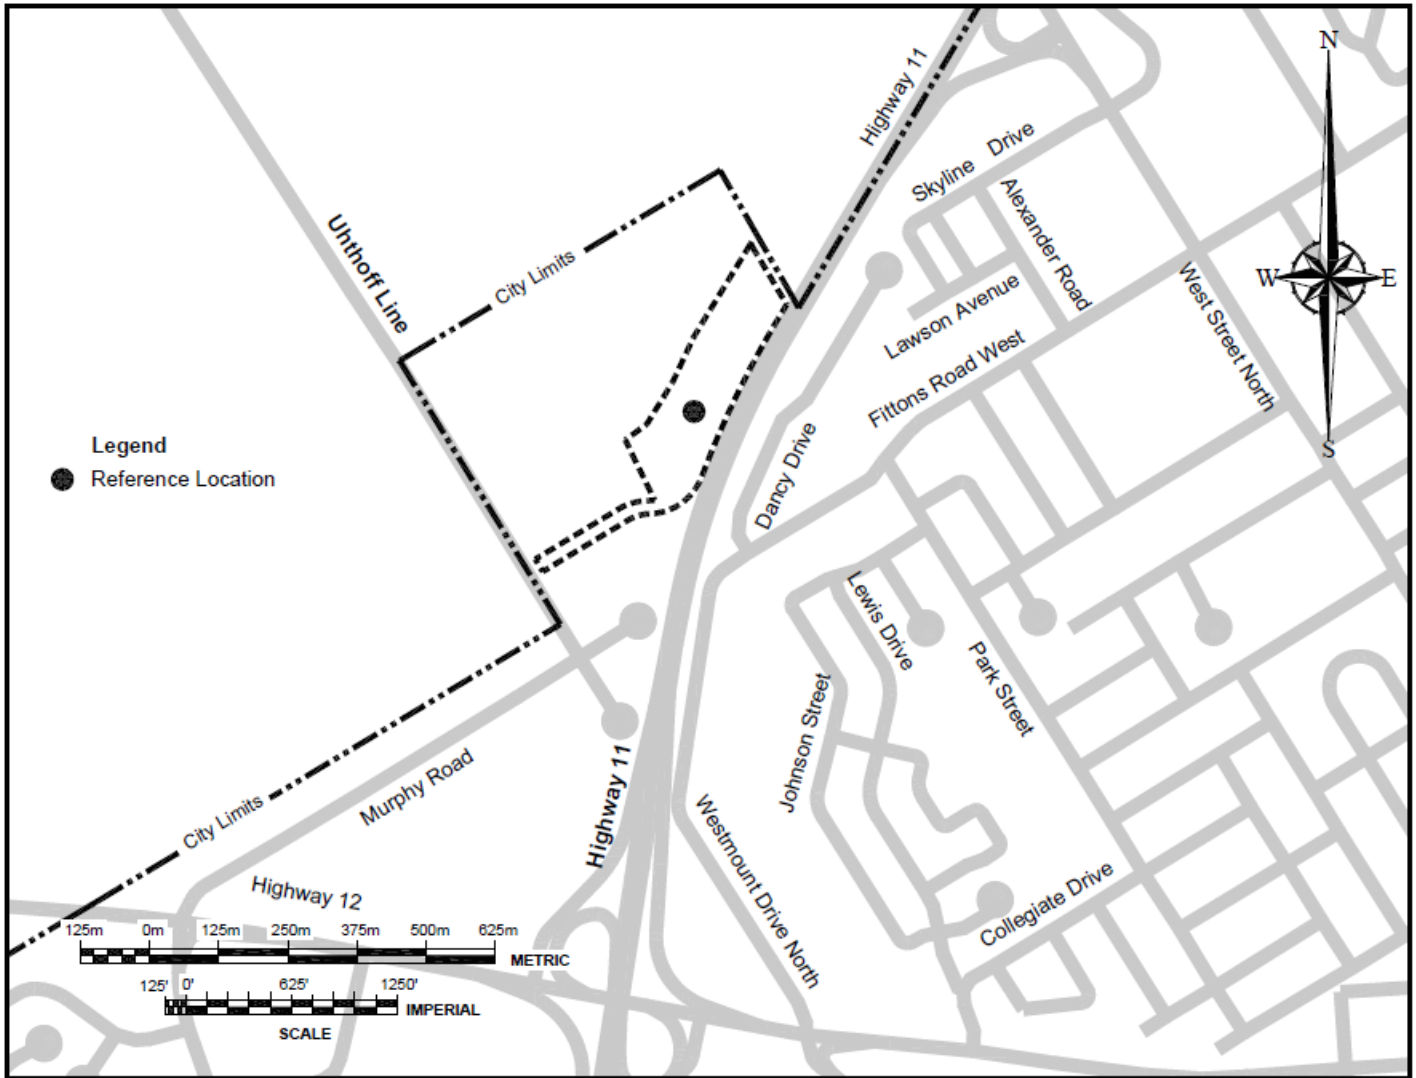 N
Highway 11
Skyline Drive
Alexander Road
Uhthoff Line
City Limits
W
E
West Street North
Lawson Avenue
Fittons Road West
S
Legend
Reference Location
Dancy Drive
Lewis Drive
Park Street
Johnson Street
Murphy Road
Highway 11
City Limits
Westmount Drive North
Collegiate Drive
Highway 12
125m 0m 125m 250m 375m 500m 625m
METRIC
125' 0' 625' 1250'
IMPERIAL
SCALE